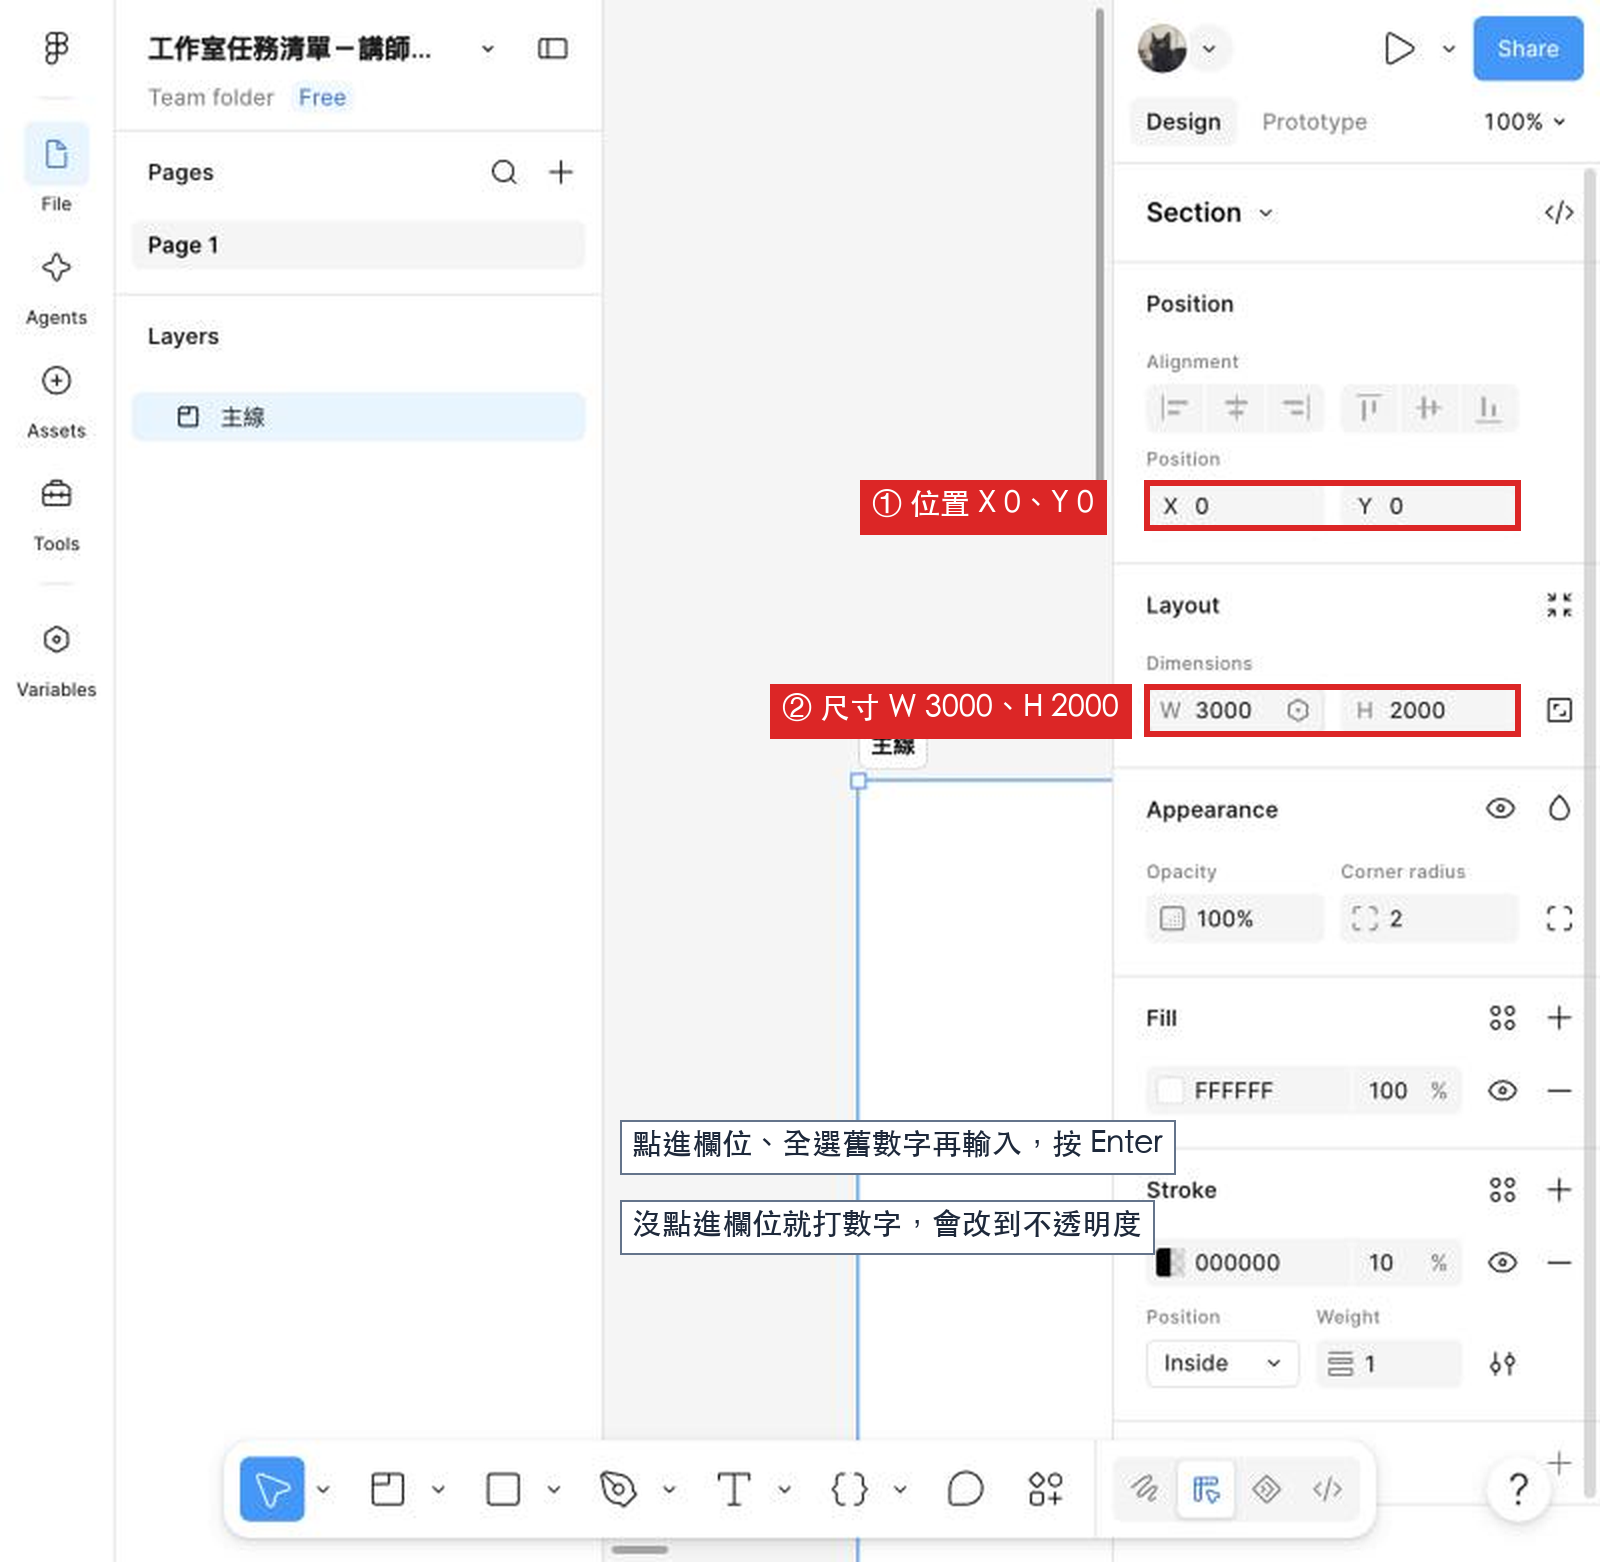 工作室任務清單－講師...
Team folder Free
File
Agents
Assets
Tools
Variables
Pages
Page 1
Layers
主線
Share
Design Prototype 100%
Section
Position
Alignment
Position
① 位置 X 0、Y 0
X 0 Y 0
Layout
Dimensions
② 尺寸 W 3000、H 2000
W 3000 H 2000
主線
Appearance
Opacity Corner radius
100% 2
Fill
FFFFFF 100 %
點進欄位、全選舊數字再輸入，按 Enter
Stroke
沒點進欄位就打數字，會改到不透明度
000000 10 %
Position Weight
Inside 1
?